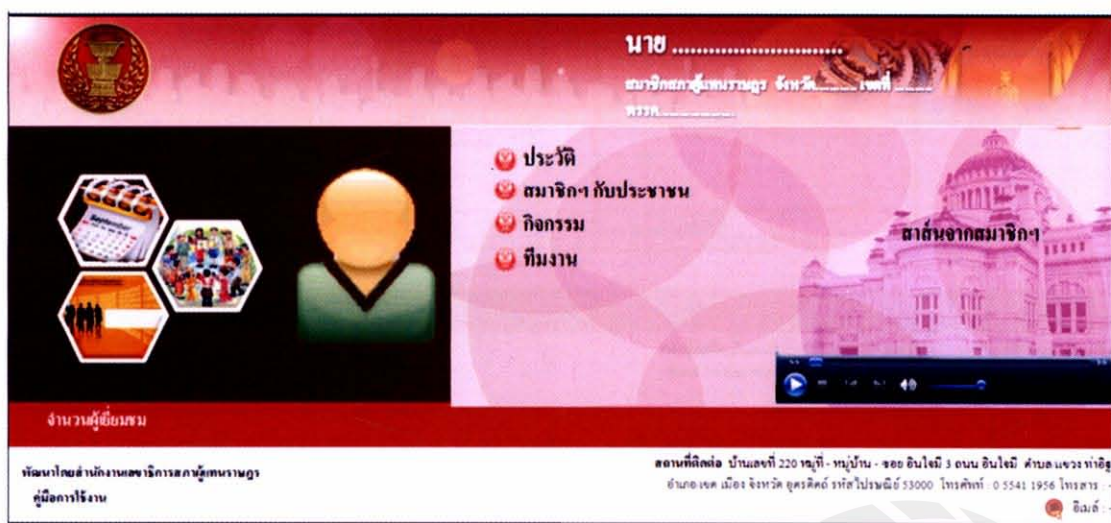 นาย ............................
สมาชิกสภาผู้แทนราษฎร จังหวัด............ เขตที่ ..........
พรรค......................
ประวัติ
สมาชิกฯ กับประชาชน
กิจกรรม
ทีมงาน
สาส์นจากสมาชิกฯ
September
จำนวนผู้เยี่ยมชม
พัฒนาโดยสำนักงานเลขาธิการสภาผู้แทนราษฎร
คู่มือการใช้งาน
สถานที่ติดต่อ บ้านเลขที่ 220 หมู่ที่ - หมู่บ้าน - ซอย อินใจมี 3 ถนน อินใจมี ตำบล แขวง ท่าอิฐ
อำเภอ เขต เมือง จังหวัด อุตรดิตถ์ รหัสไปรษณีย์ 53000 โทรศัพท์ : 0 5541 1956 โทรสาร : -
อีเมล์ : -